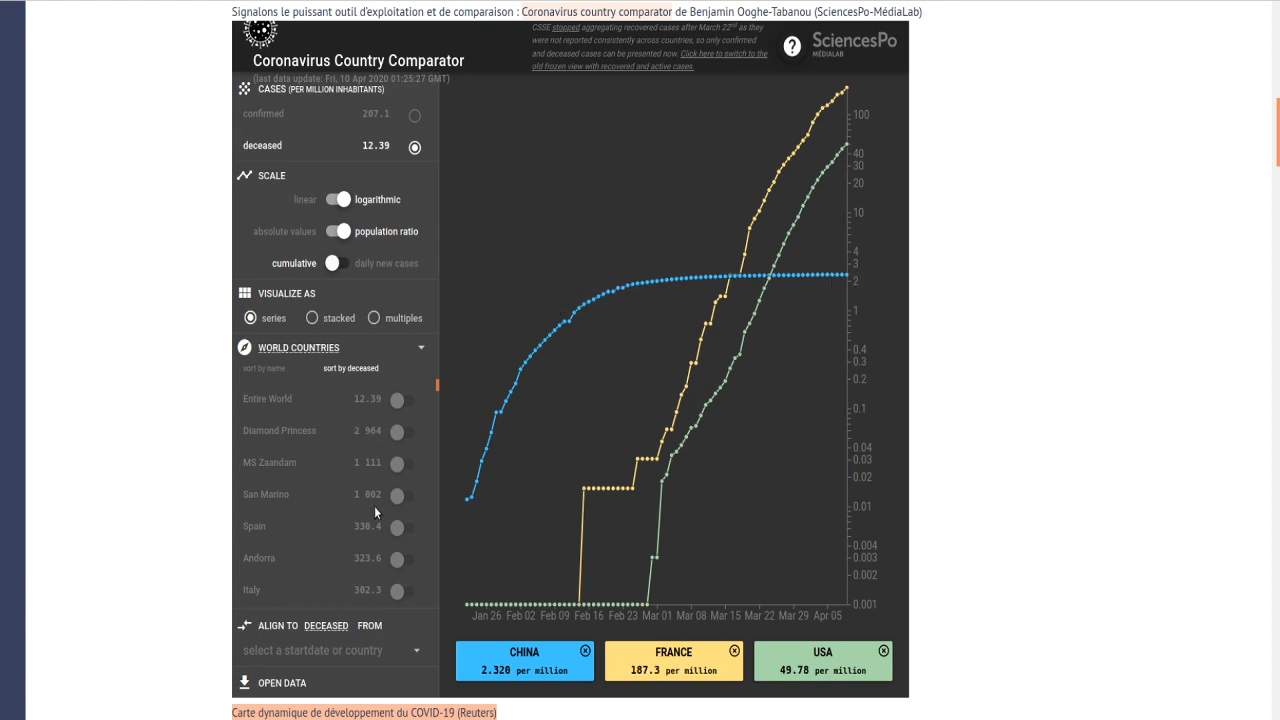 Signalons le puissant outil d'exploitation et de comparaison : Coronavirus country comparator de Benjamin Ooghe-Tabanou (SciencesPo-MédiaLab)
CSSE stopped aggregating recovered cases after March 22nd as they
were not reported consistently across countries, so only confirmed
and deceased cases can be presented now. Click here to switch to the
old frozen view with recovered and active cases.
?
SciencesPo
MÉDIALAB
Coronavirus Country Comparator
(last data update: Fri, 10 Apr 2020 01:25:27 GMT)
CASES (PER MILLION INHABITANTS)
confirmed 207.1
deceased 12.39
SCALE
linear logarithmic
absolute values population ratio
cumulative daily new cases
VISUALIZE AS
series stacked multiples
WORLD COUNTRIES
sort by name sort by deceased
Entire World 12.39
Diamond Princess 2 964
MS Zaandam 1 111
San Marino 1 002
Spain 330.4
Andorra 323.6
Italy 302.3
ALIGN TO DECEASED FROM
select a startdate or country
OPEN DATA
100
40
30
20
10
4
3
2
1
0.4
0.3
0.2
0.1
0.04
0.03
0.02
0.01
0.004
0.003
0.002
0.001
Jan 26 Feb 02 Feb 09 Feb 16 Feb 23 Mar 01 Mar 08 Mar 15 Mar 22 Mar 29 Apr 05
CHINA
2.320 per million
FRANCE
187.3 per million
USA
49.78 per million
Carte dynamique de développement du COVID-19 (Reuters)